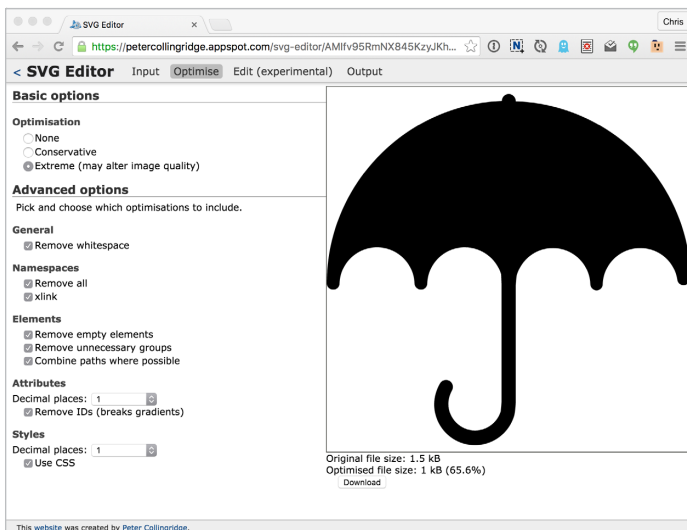 SVG Editor ×
Chris
https://petercollingridge.appspot.com/svg-editor/AMIfv95RmNX845KzyJKh...
< SVG Editor Input Optimise Edit (experimental) Output
Basic options
Optimisation
None
Conservative
Extreme (may alter image quality)
Advanced options
Pick and choose which optimisations to include.
General
Remove whitespace
Namespaces
Remove all
xlink
Elements
Remove empty elements
Remove unnecessary groups
Combine paths where possible
Attributes
Decimal places: 1
Remove IDs (breaks gradients)
Styles
Decimal places: 1
Use CSS
Original file size: 1.5 kB
Optimised file size: 1 kB (65.6%)
Download
This website was created by Peter Collingridge.